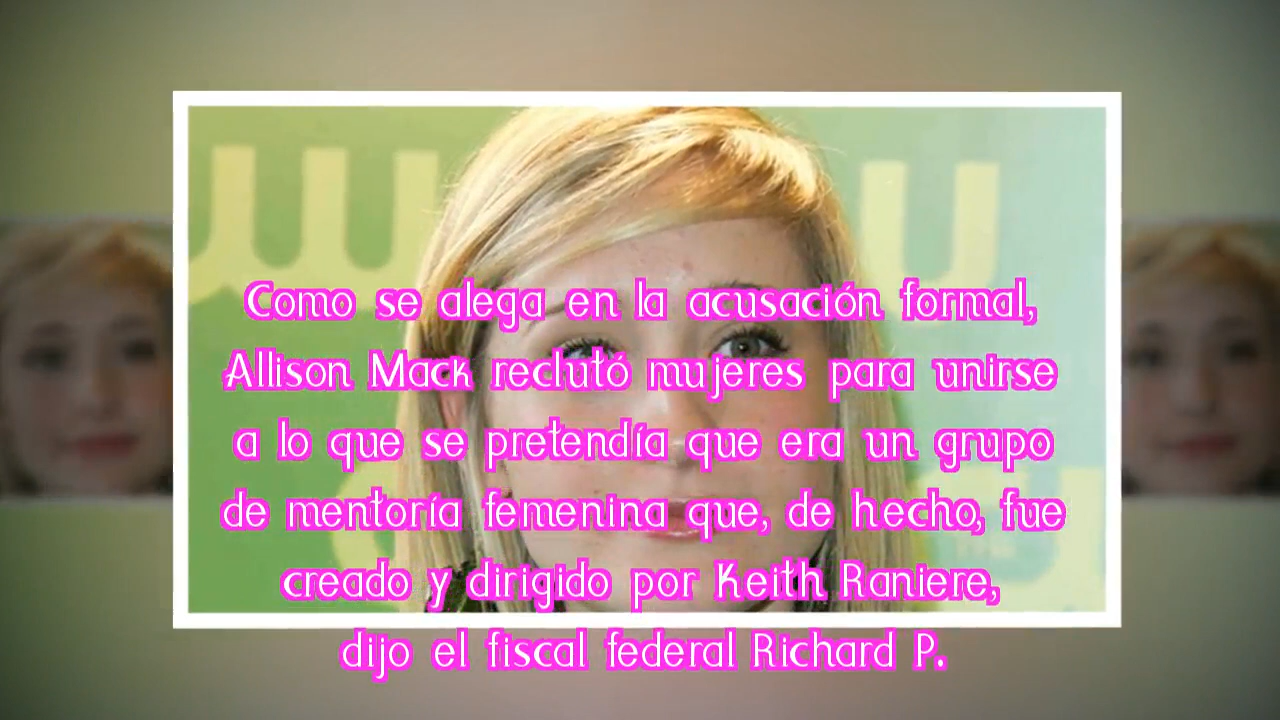 Como se alega en la acusación formal,
Allison Mack reclutó mujeres para unirse
a lo que se pretendía que era un grupo
de mentoría femenina que, de hecho, fue
creado y dirigido por Keith Raniere,
dijo el fiscal federal Richard P.